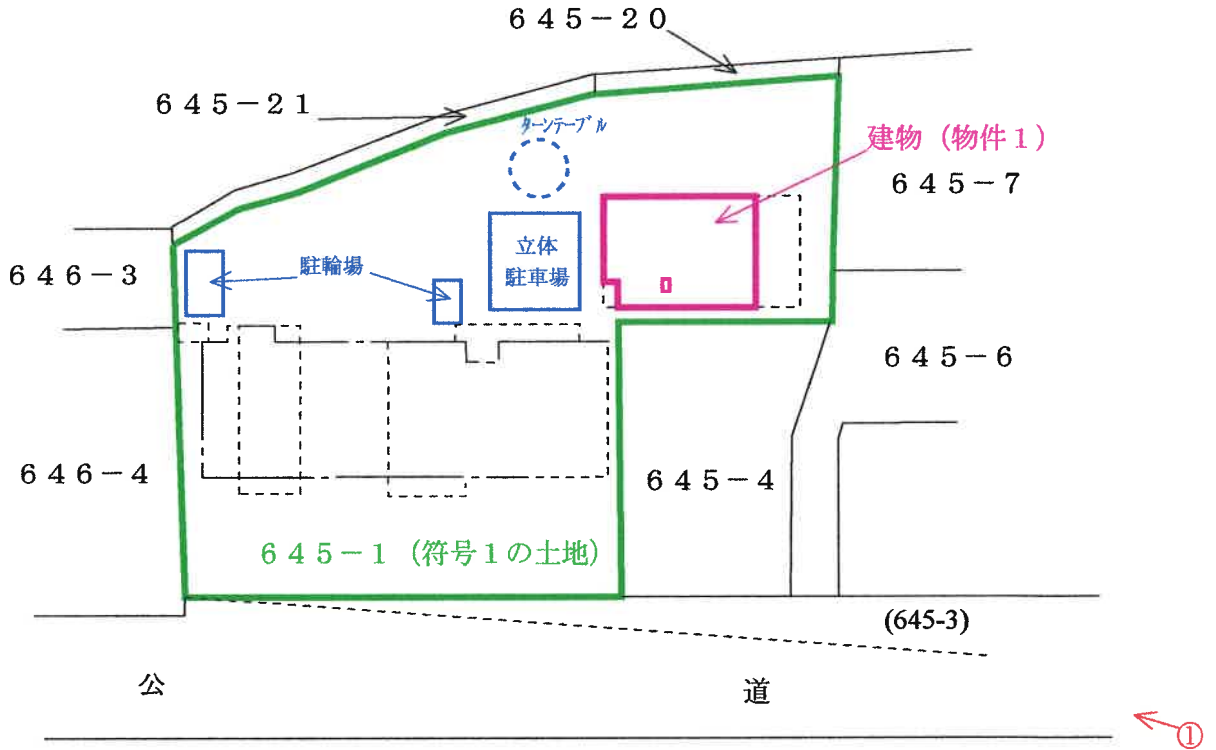 645-20
645-21
ターンテーブル
建物（物件1）
645-7
646-3
駐輪場
立体
駐車場
645-6
646-4
645-4
645-1（符号1の土地）
(645-3)
公 道
①